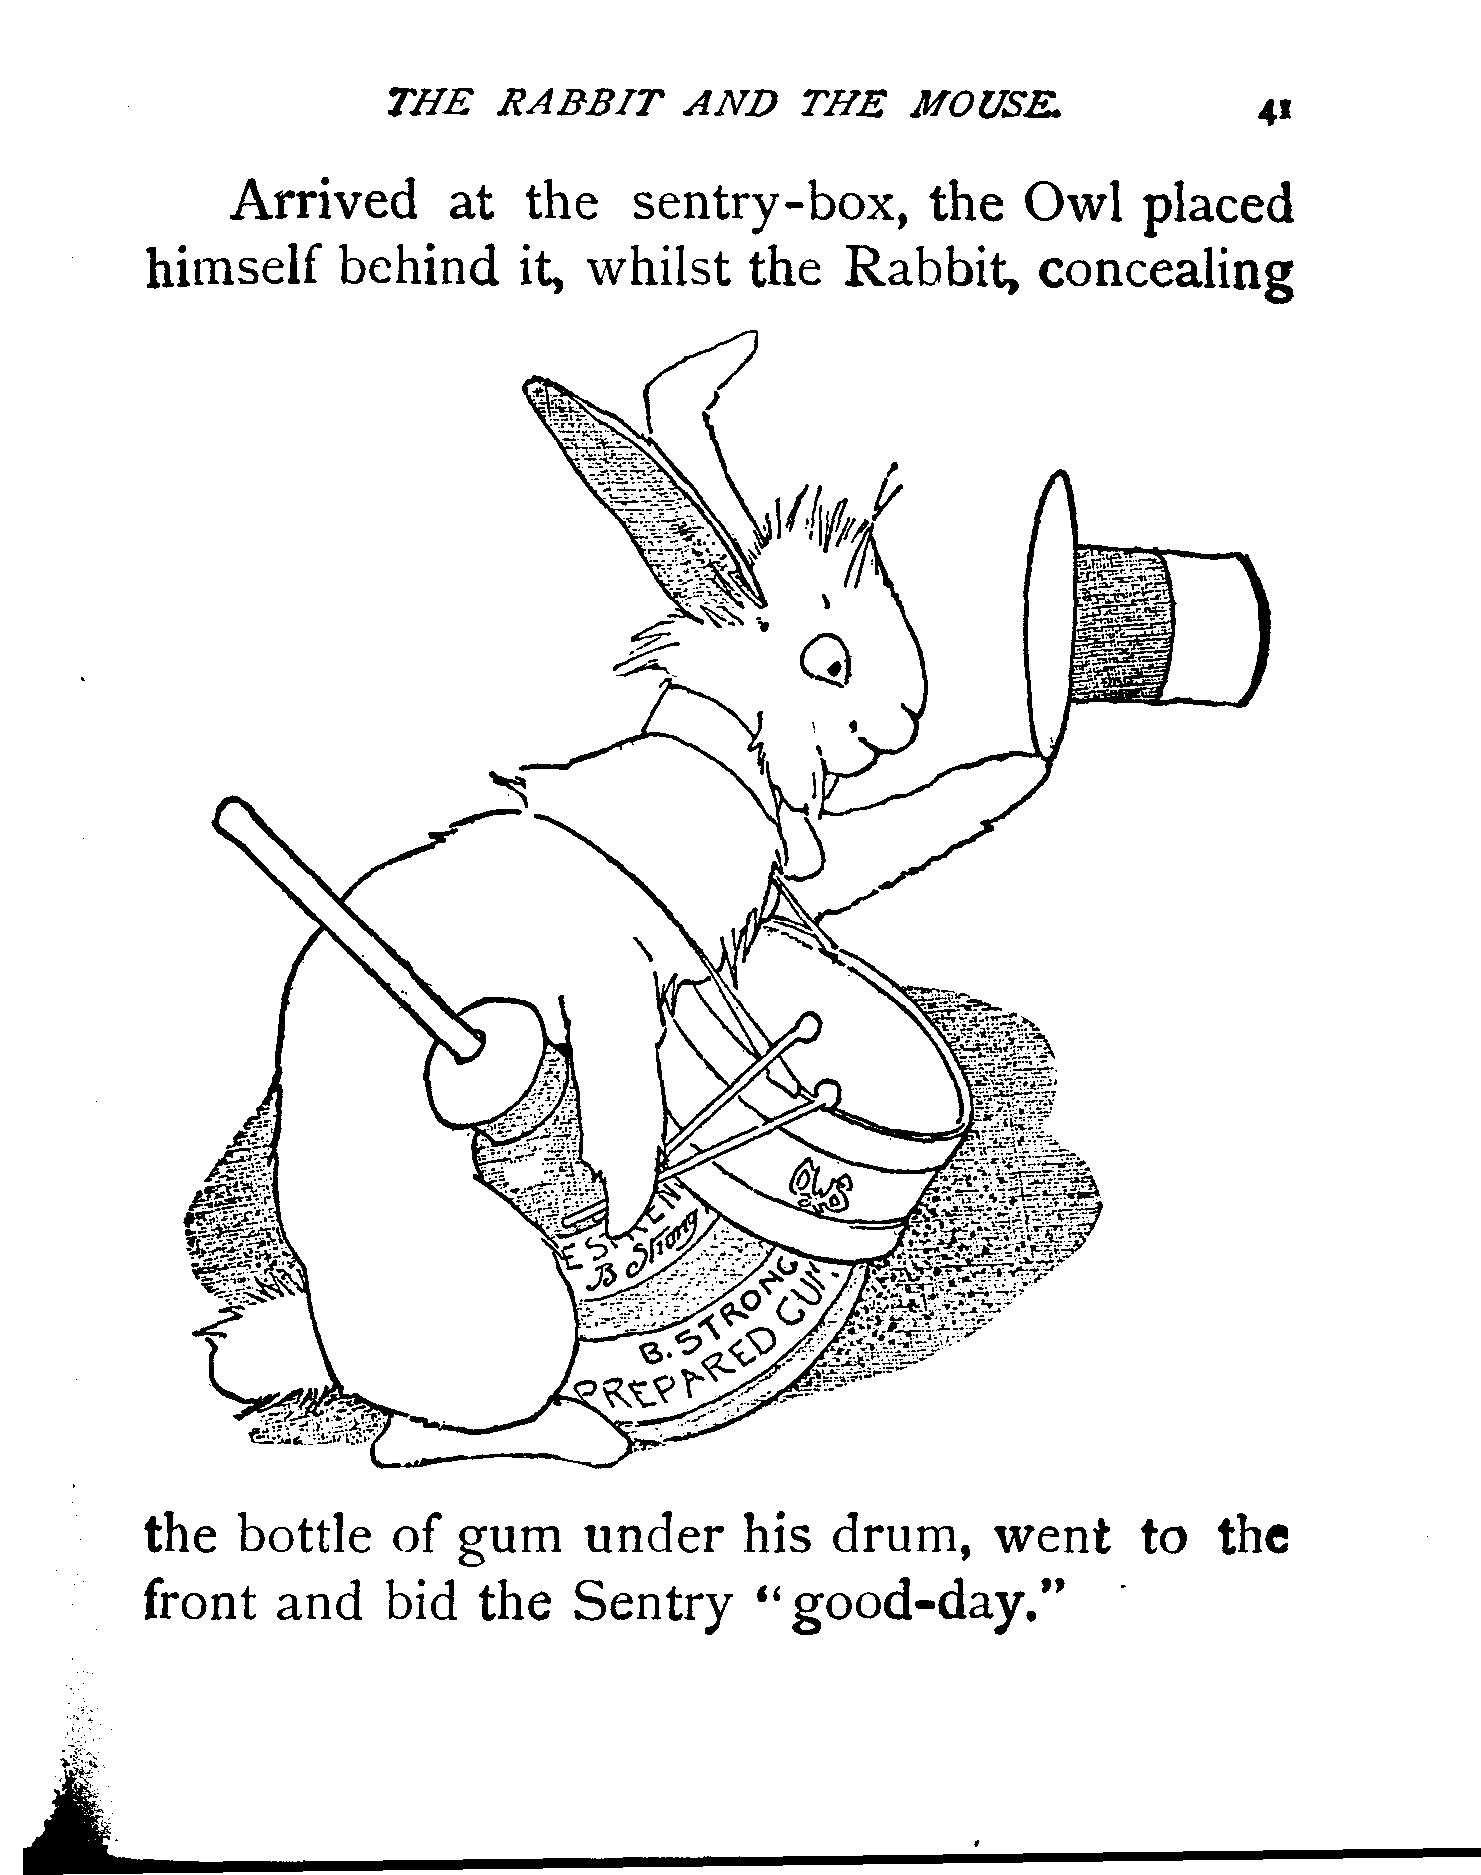 THE RABBIT AND THE MOUSE. 41
Arrived at the sentry-box, the Owl placed
himself behind it, whilst the Rabbit, concealing
B Strong
B. STRONG
PREPARED GUM.
the bottle of gum under his drum, went to the
front and bid the Sentry “good-day.”